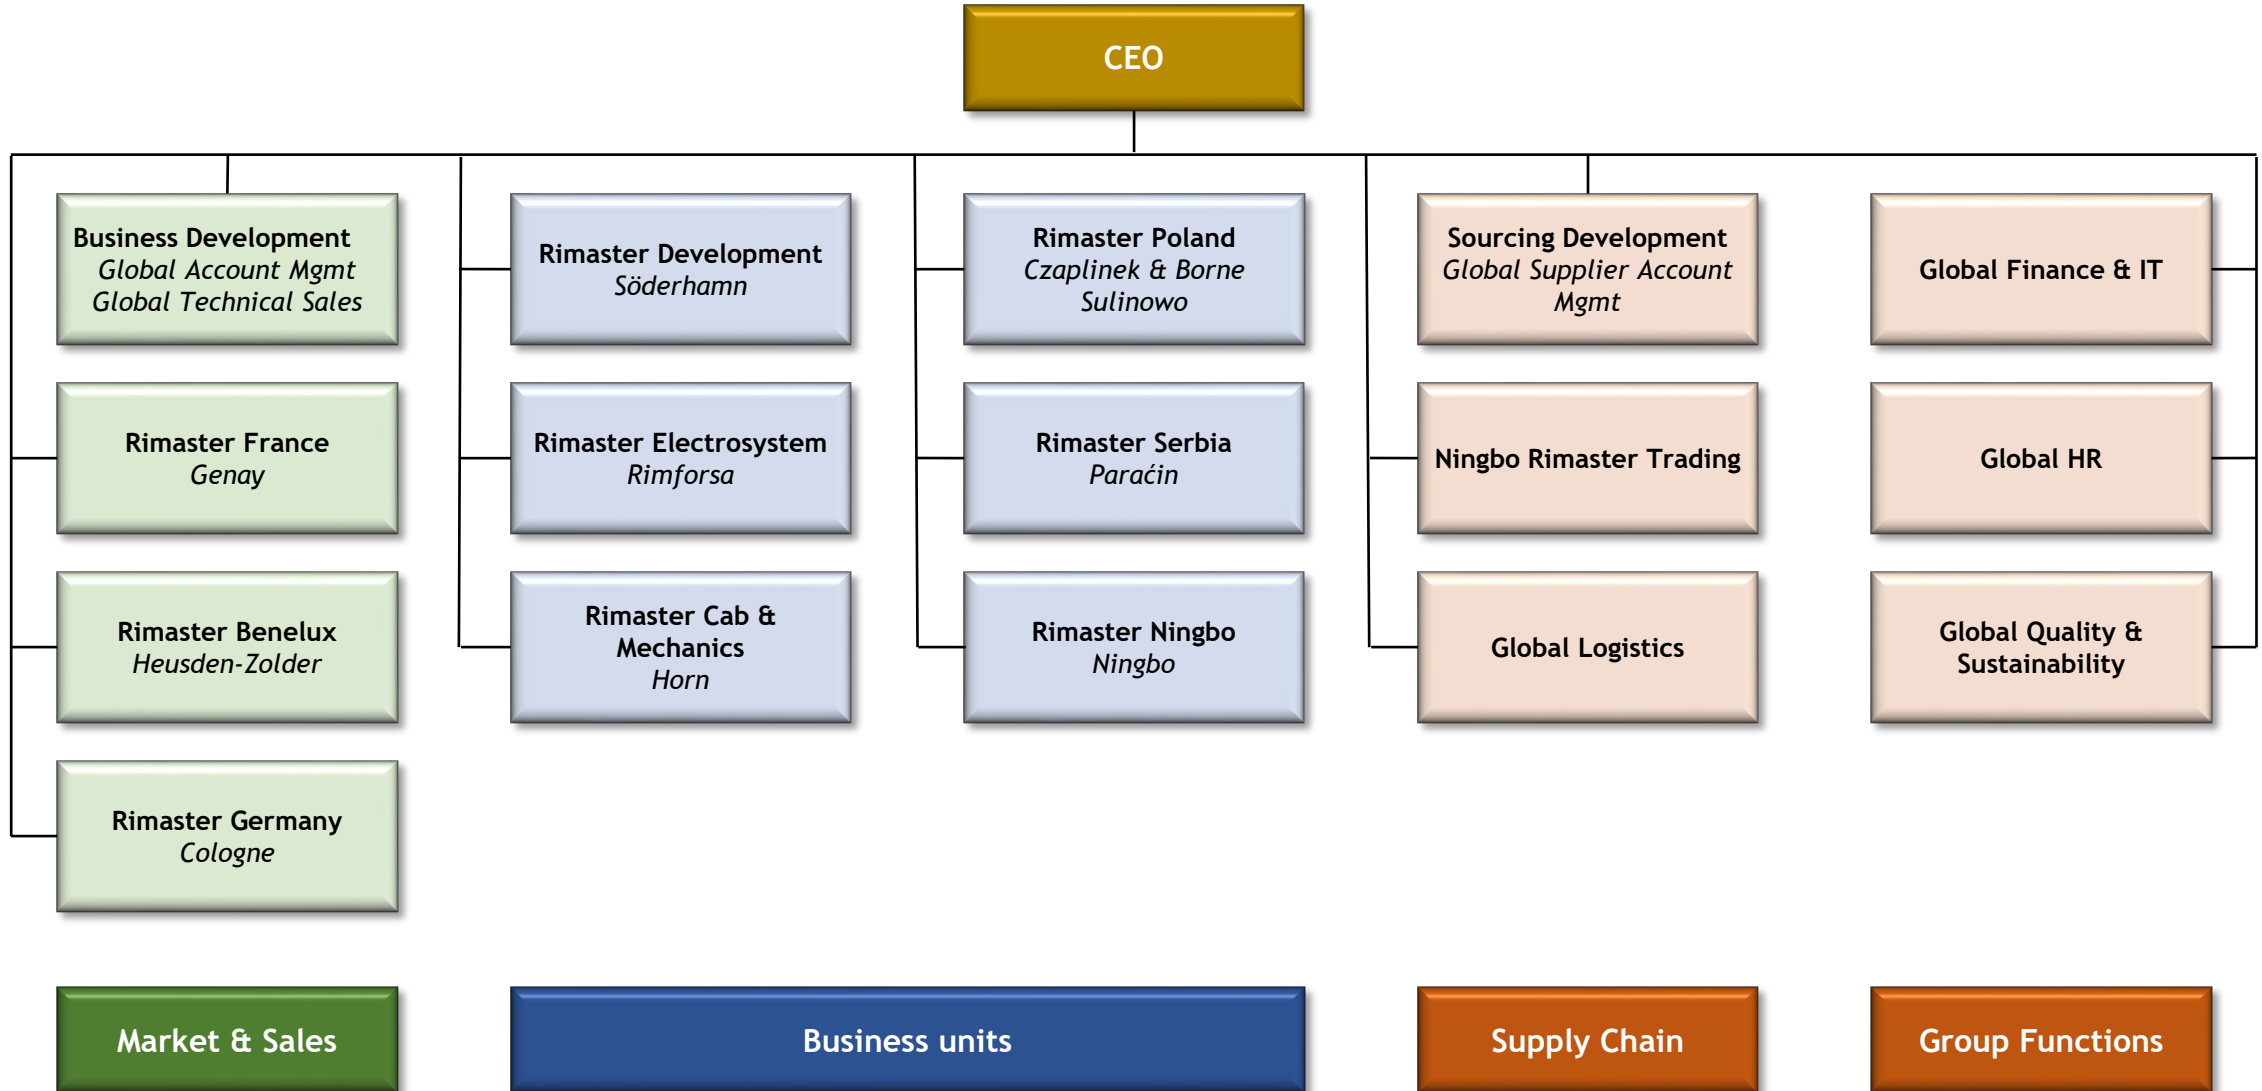 CEO
Business Development
Global Account Mgmt
Global Technical Sales
Rimaster France
Genay
Rimaster Benelux
Heusden-Zolder
Rimaster Germany
Cologne
Rimaster Development
Söderhamn
Rimaster Electrosystem
Rimforsa
Rimaster Cab &
Mechanics
Horn
Rimaster Poland
Czaplinek & Borne
Sulinowo
Rimaster Serbia
Paraćin
Rimaster Ningbo
Ningbo
Sourcing Development
Global Supplier Account
Mgmt
Ningbo Rimaster Trading
Global Logistics
Global Finance & IT
Global HR
Global Quality &
Sustainability
Market & Sales
Business units
Supply Chain
Group Functions